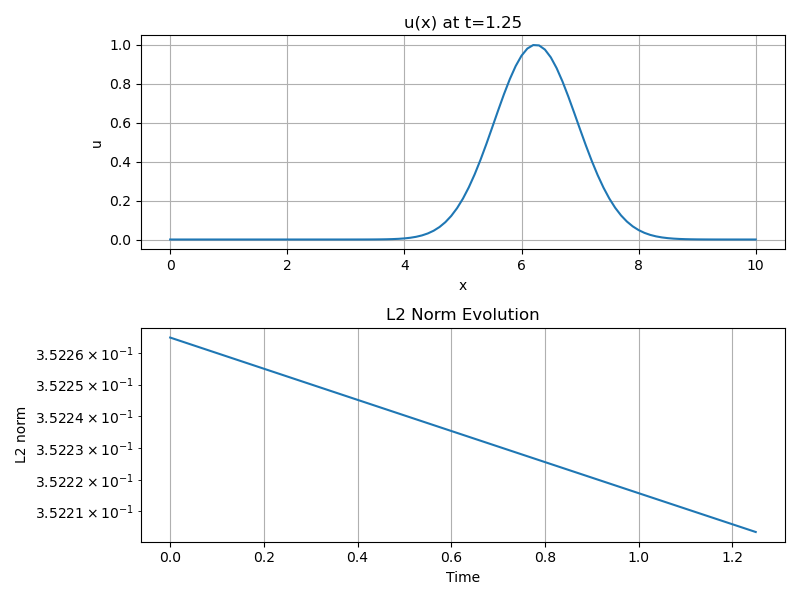 u(x) at t=1.25
1.0
0.8
0.6
0.4
0.2
0.0
u
0 2 4 6 8 10
x
L2 Norm Evolution
3.5226 × 10⁻¹
3.5225 × 10⁻¹
3.5224 × 10⁻¹
3.5223 × 10⁻¹
3.5222 × 10⁻¹
3.5221 × 10⁻¹
L2 norm
0.0 0.2 0.4 0.6 0.8 1.0 1.2
Time